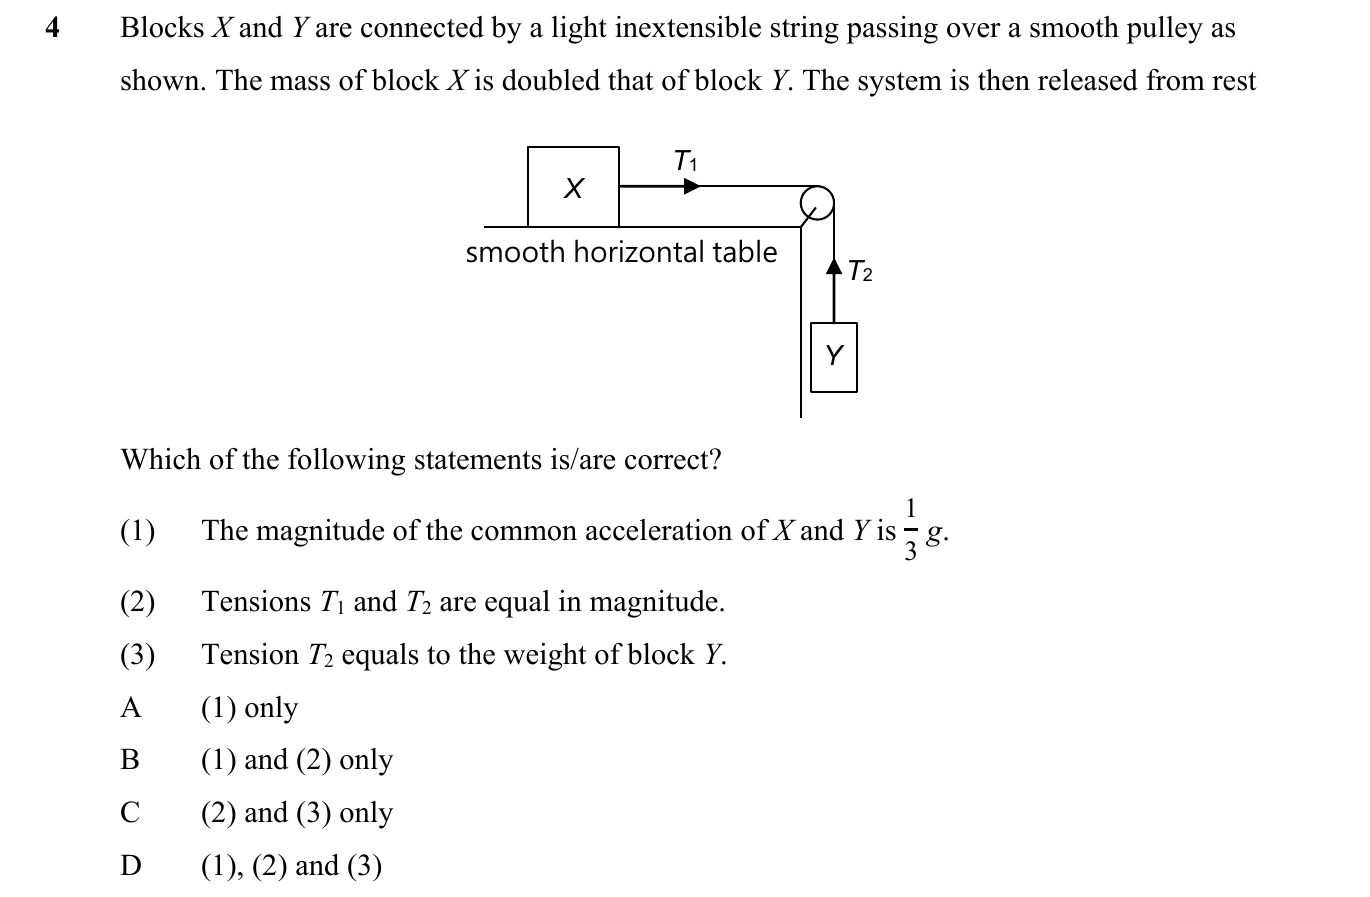 4 Blocks X and Y are connected by a light inextensible string passing over a smooth pulley as
shown. The mass of block X is doubled that of block Y. The system is then released from rest
X
T₁
smooth horizontal table
T₂
Y
Which of the following statements is/are correct?
(1) The magnitude of the common acceleration of X and Y is 1/3 g.
(2) Tensions T₁ and T₂ are equal in magnitude.
(3) Tension T₂ equals to the weight of block Y.
A (1) only
B (1) and (2) only
C (2) and (3) only
D (1), (2) and (3)